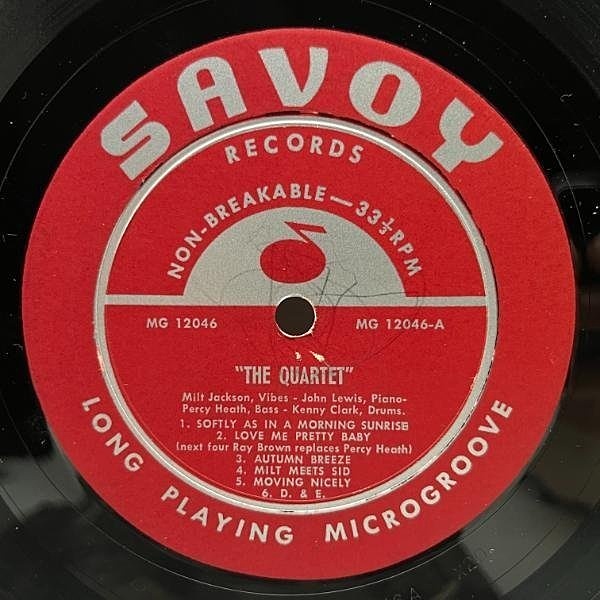 SAVOY
RECORDS
NON-BREAKABLE—33⅓RPM
MG 12046
MG 12046-A
"THE QUARTET"
Milt Jackson, Vibes - John Lewis, Piano-
Percy Heath, Bass - Kenny Clark, Drums.
1. SOFTLY AS IN A MORNING SUNRISE
2. LOVE ME PRETTY BABY
(next four Ray Brown replaces Percy Heath)
3. AUTUMN BREEZE
4. MILT MEETS SID
5. MOVING NICELY
6. D. & E.
LONG PLAYING MICROGROOVE